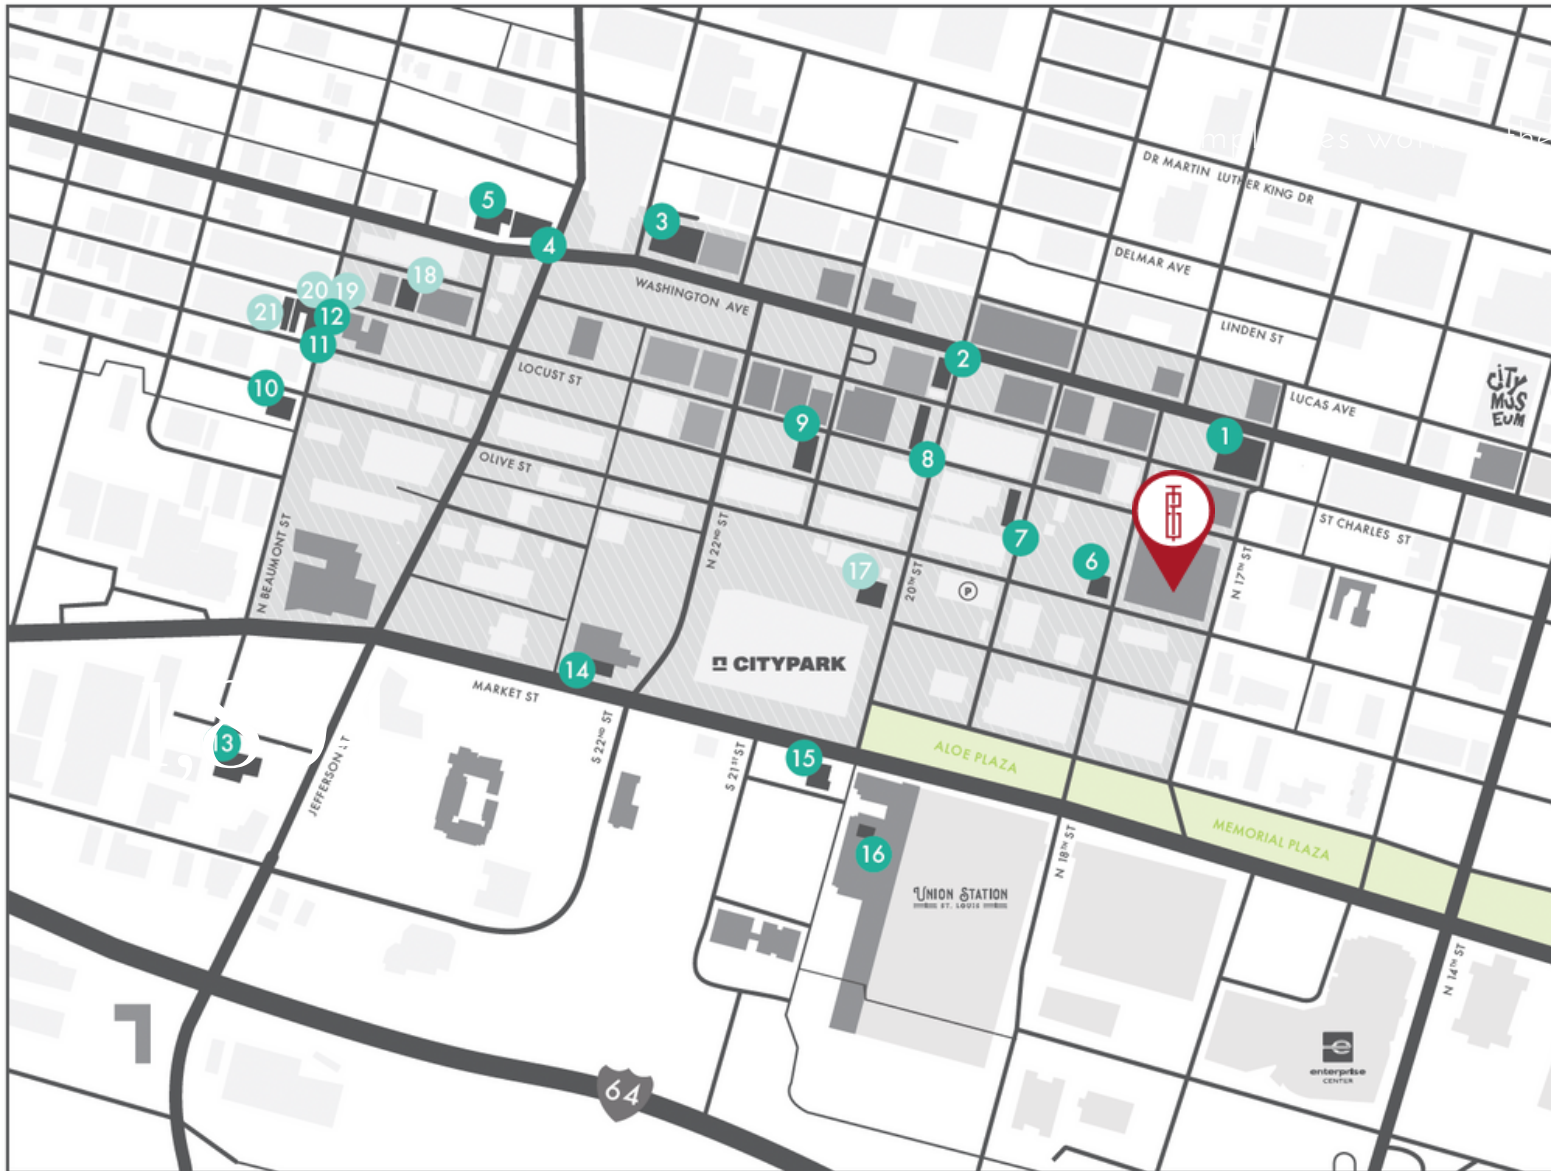 DR MARTIN LUTHER KING DR
5
3
4
DELMAR AVE
18
20
19
WASHINGTON AVE
21
12
LINDEN ST
11
2
LOCUST ST
CITY
MUS
EUM
10
LUCAS AVE
9
1
8
OLIVE ST
ST CHARLES ST
N BEAUMONT ST
N 22ND ST
7
6
17
20TH ST
P
N 17TH ST
CITYPARK
14
MARKET ST
13
JEFFERSON ST
S 22ND ST
S 21ST ST
15
ALOE PLAZA
MEMORIAL PLAZA
16
N 18TH ST
UNION STATION
ST. LOUIS
N 14TH ST
e
enterprise
CENTER
64